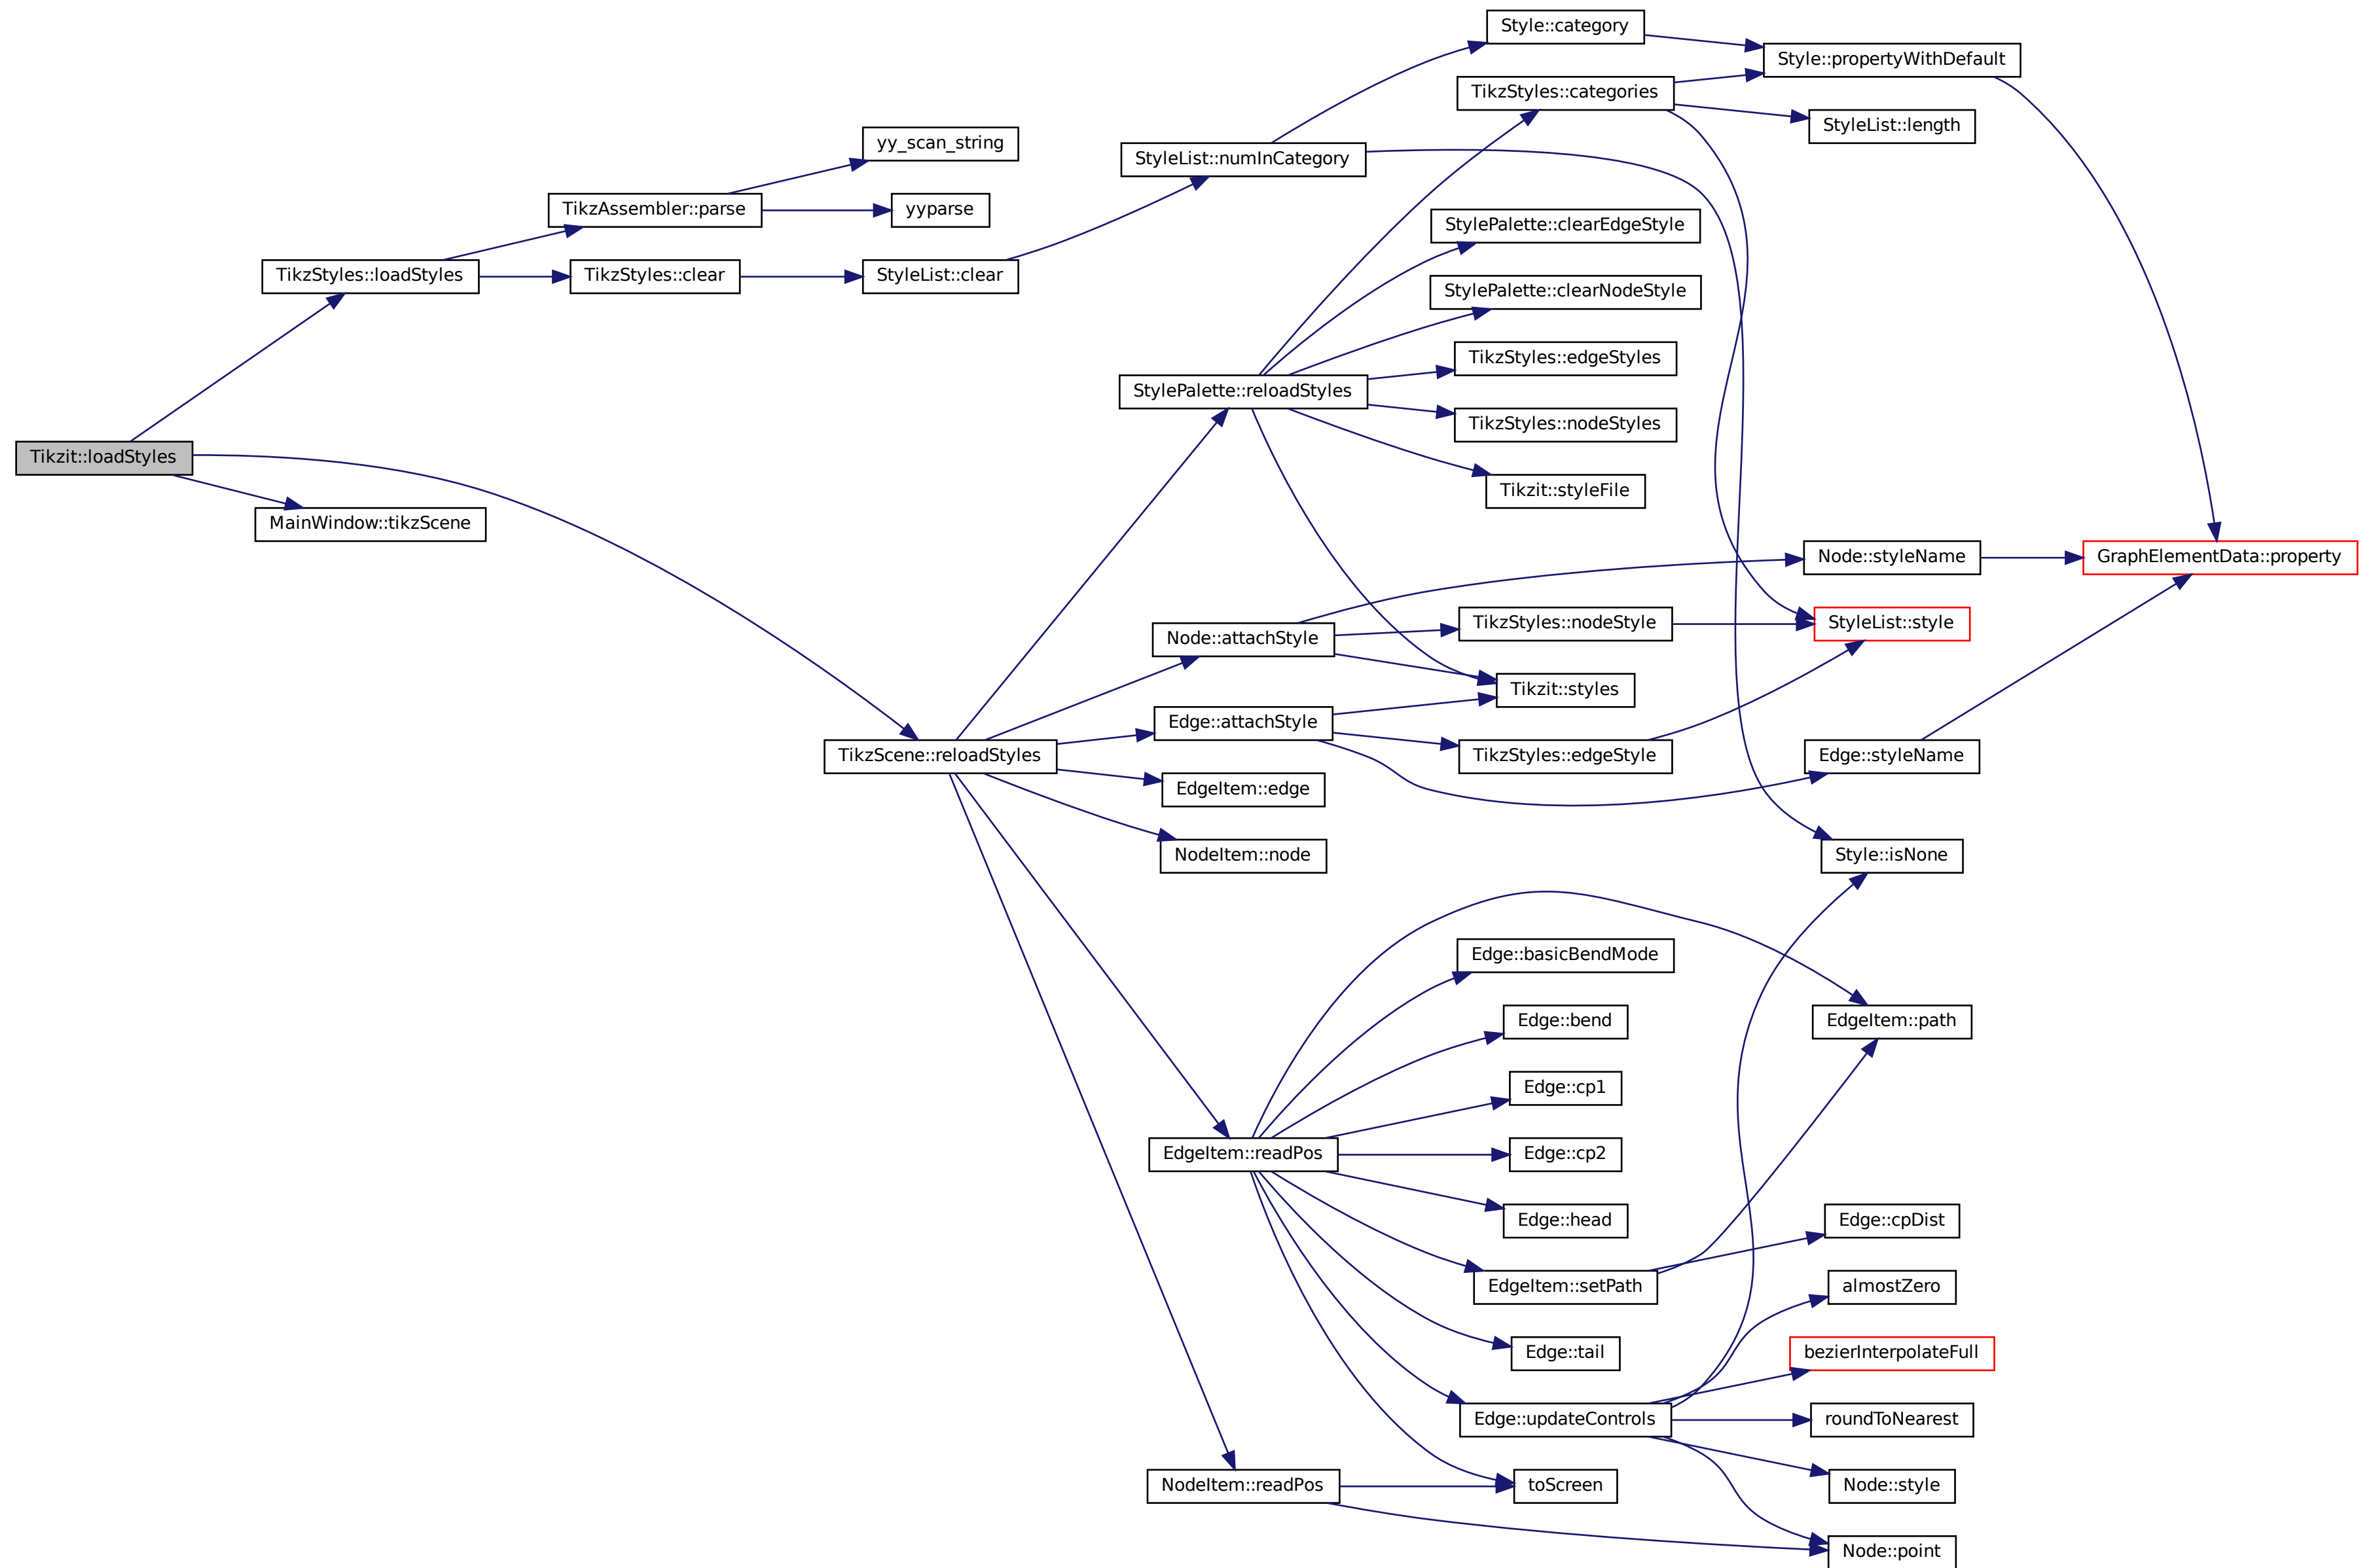 Style::category
Style::propertyWithDefault
TikzStyles::categories
StyleList::length
yy_scan_string
StyleList::numInCategory
TikzAssembler::parse
yyparse
StylePalette::clearEdgeStyle
TikzStyles::loadStyles
TikzStyles::clear
StyleList::clear
StylePalette::clearNodeStyle
TikzStyles::edgeStyles
StylePalette::reloadStyles
TikzStyles::nodeStyles
Tikzit::loadStyles
Tikzit::styleFile
MainWindow::tikzScene
Node::styleName
GraphElementData::property
Node::attachStyle
TikzStyles::nodeStyle
StyleList::style
Tikzit::styles
Edge::attachStyle
TikzScene::reloadStyles
TikzStyles::edgeStyle
Edge::styleName
EdgeItem::edge
NodeItem::node
Style::isNone
Edge::basicBendMode
Edge::bend
EdgeItem::path
Edge::cp1
EdgeItem::readPos
Edge::cp2
Edge::head
Edge::cpDist
EdgeItem::setPath
almostZero
Edge::tail
bezierInterpolateFull
Edge::updateControls
roundToNearest
NodeItem::readPos
toScreen
Node::style
Node::point